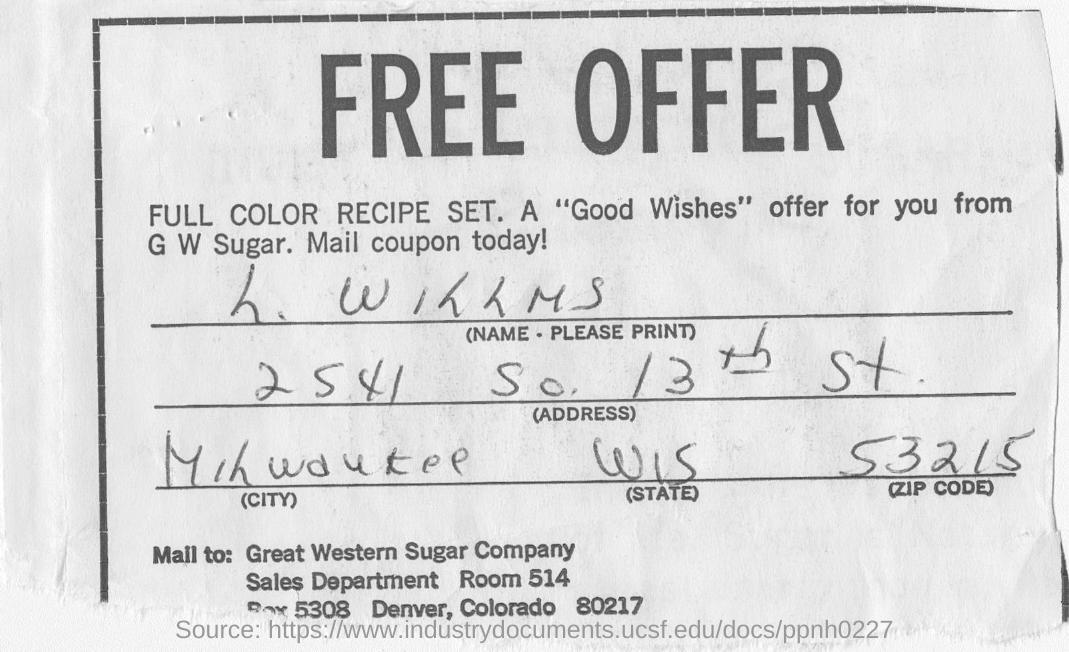 FREE OFFER
FULL COLOR RECIPE SET. A “Good Wishes” offer for you from
G W Sugar. Mail coupon today!
L. WILLMS
(NAME - PLEASE PRINT)
2541 So. 13th St.
(ADDRESS)
Milwaukee WIS 53215
(CITY) (STATE) (ZIP CODE)
Mail to: Great Western Sugar Company
Sales Department Room 514
Box 5308 Denver, Colorado 80217
Source: https://www.industrydocuments.ucsf.edu/docs/ppnh0227